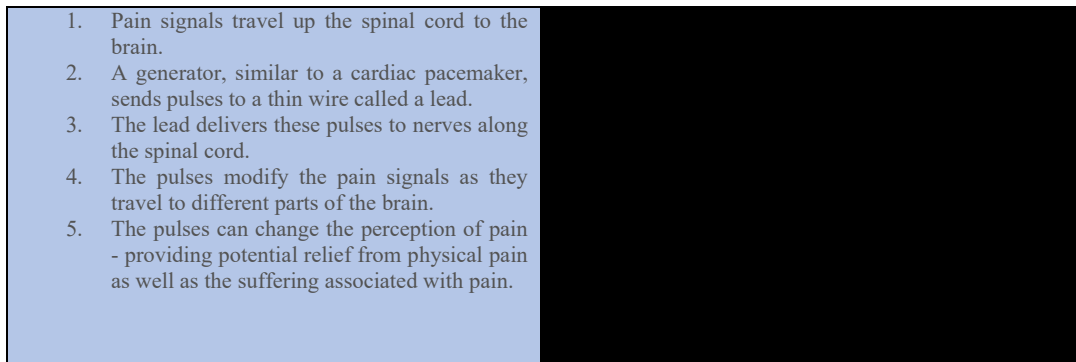 1. Pain signals travel up the spinal cord to the
brain.
2. A generator, similar to a cardiac pacemaker,
sends pulses to a thin wire called a lead.
3. The lead delivers these pulses to nerves along
the spinal cord.
4. The pulses modify the pain signals as they
travel to different parts of the brain.
5. The pulses can change the perception of pain
- providing potential relief from physical pain
as well as the suffering associated with pain.